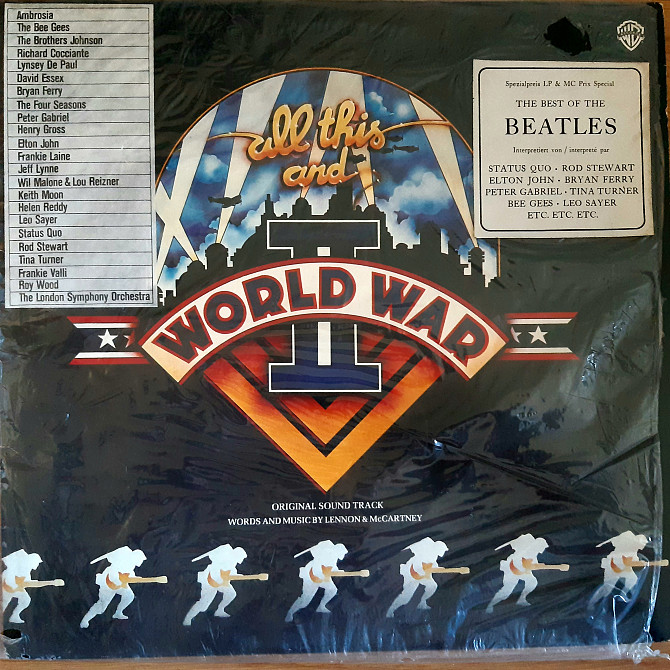 Ambrosia
The Bee Gees
The Brothers Johnson
Richard Cocciante
Lynsey De Paul
David Essex
Bryan Ferry
The Four Seasons
Peter Gabriel
Henry Gross
Elton John
Frankie Laine
Jeff Lynne
Wil Malone & Lou Reizner
Keith Moon
Helen Reddy
Leo Sayer
Status Quo
Rod Stewart
Tina Turner
Frankie Valli
Roy Wood
The London Symphony Orchestra
Spezialpreis LP & MC Prix Special
THE BEST OF THE
BEATLES
Interpretiert von / interpreté par
STATUS QUO · ROD STEWART
ELTON JOHN · BRYAN FERRY
PETER GABRIEL · TINA TURNER
BEE GEES · LEO SAYER
ETC. ETC. ETC.
all this
and
WORLD WAR
II
ORIGINAL SOUND TRACK
WORDS AND MUSIC BY LENNON & McCARTNEY